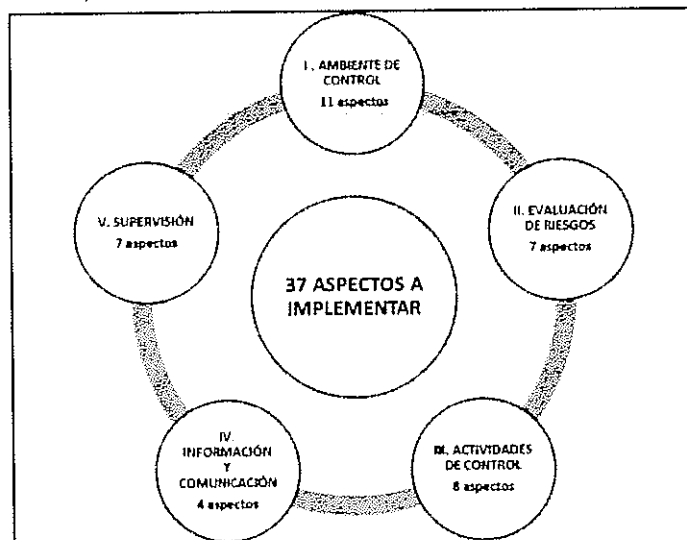 I. AMBIENTE DE
CONTROL
11 aspectos
II. EVALUACIÓN
DE RIESGOS
7 aspectos
III. ACTIVIDADES
DE CONTROL
8 aspectos
IV.
INFORMACIÓN
Y
COMUNICACIÓN
4 aspectos
V. SUPERVISIÓN
7 aspectos
37 ASPECTOS A
IMPLEMENTAR